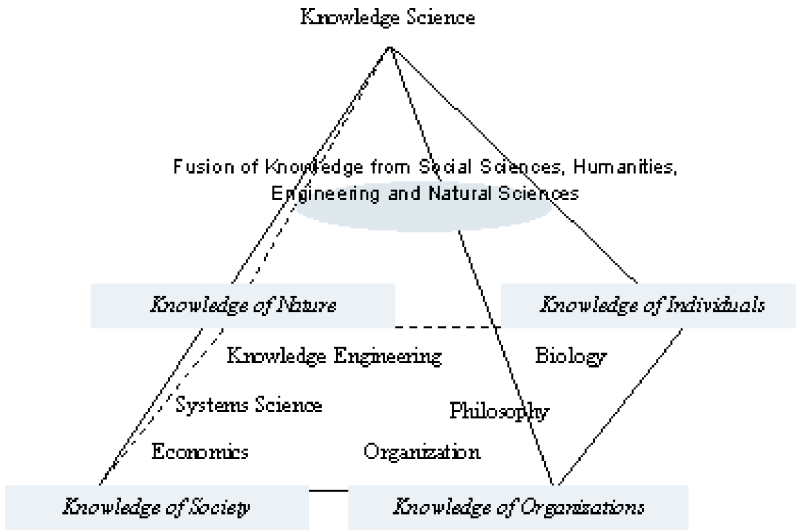 Knowledge Science
Fusion of Knowledge from Social Sciences, Humanities,
Engineering and Natural Sciences
Knowledge of Nature
Knowledge of Individuals
Knowledge Engineering
Biology
Systems Science
Philosophy
Economics
Organization
Knowledge of Society
Knowledge of Organizations